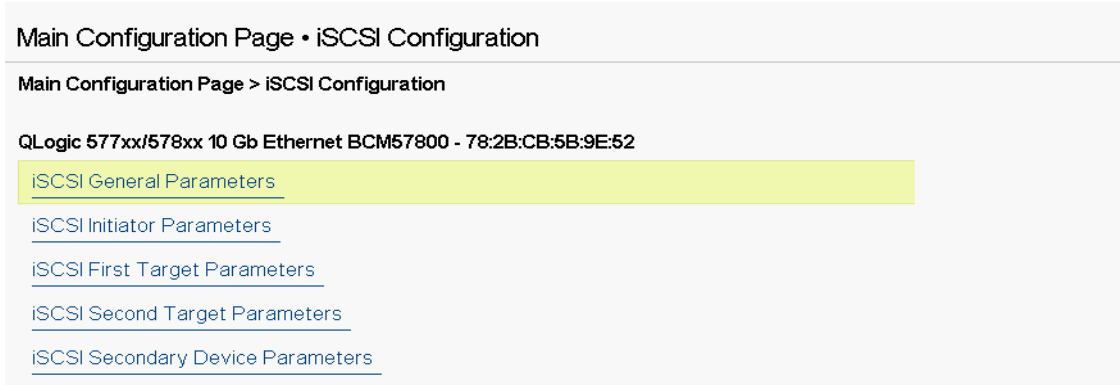 Main Configuration Page • iSCSI Configuration
Main Configuration Page > iSCSI Configuration
QLogic 577xx/578xx 10 Gb Ethernet BCM57800 - 78:2B:CB:5B:9E:52
iSCSI General Parameters
iSCSI Initiator Parameters
iSCSI First Target Parameters
iSCSI Second Target Parameters
iSCSI Secondary Device Parameters